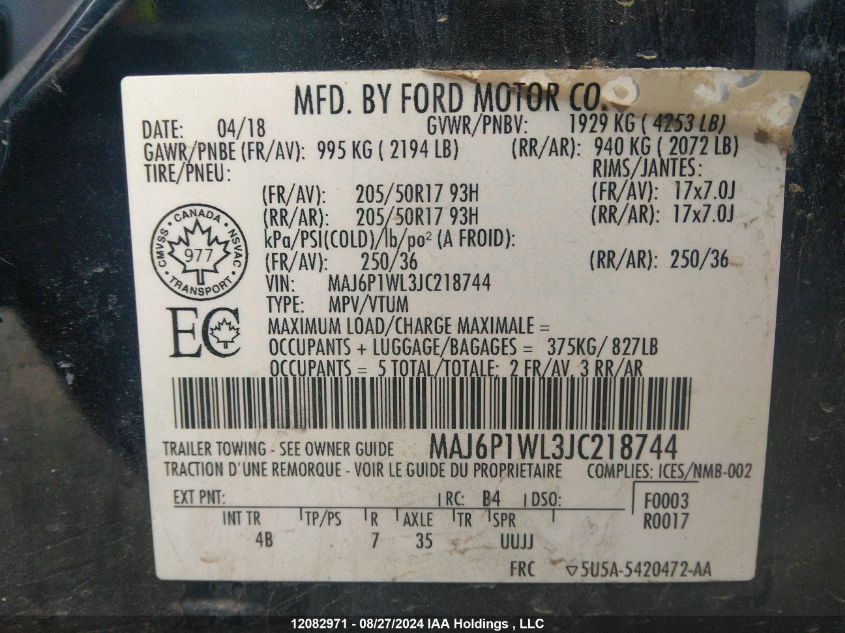 MFD. BY FORD MOTOR CO.
DATE: 04/18 GVWR/PNBV: 1929 KG ( 4253 LB)
GAWR/PNBE (FR/AV): 995 KG ( 2194 LB) (RR/AR): 940 KG ( 2072 LB)
TIRE/PNEU: RIMS/JANTES:
(FR/AV) : 205/50R17 93H (FR/AV) : 17x7.0J
(RR/AR) : 205/50R17 93H (RR/AR) : 17x7.0J
kPa/PSI(COLD)/lb/po² (A FROID):
(FR/AV) : 250/36 (RR/AR): 250/36
VIN: MAJ6P1WL3JC218744
TYPE: MPV/VTUM
CMVSS • CANADA • NSVAC
977
TRANSPORT
EC
MAXIMUM LOAD/CHARGE MAXIMALE =
OCCUPANTS + LUGGAGE/BAGAGES = 375KG/ 827LB
OCCUPANTS = 5 TOTAL/TOTALE; 2 FR/AV, 3 RR/AR
TRAILER TOWING - SEE OWNER GUIDE MAJ6P1WL3JC218744
TRACTION D'UNE REMORQUE - VOIR LE GUIDE DU PROPRIETAIRE COMPLIES: ICES/NMB-002
EXT PNT: RC: B4 DSO: F0003
R0017
INT TR TP/PS R AXLE TR SPR
4B 7 35 UUJJ
FRC ▽5U5A-5420472-AA
12082971 - 08/27/2024 IAA Holdings , LLC